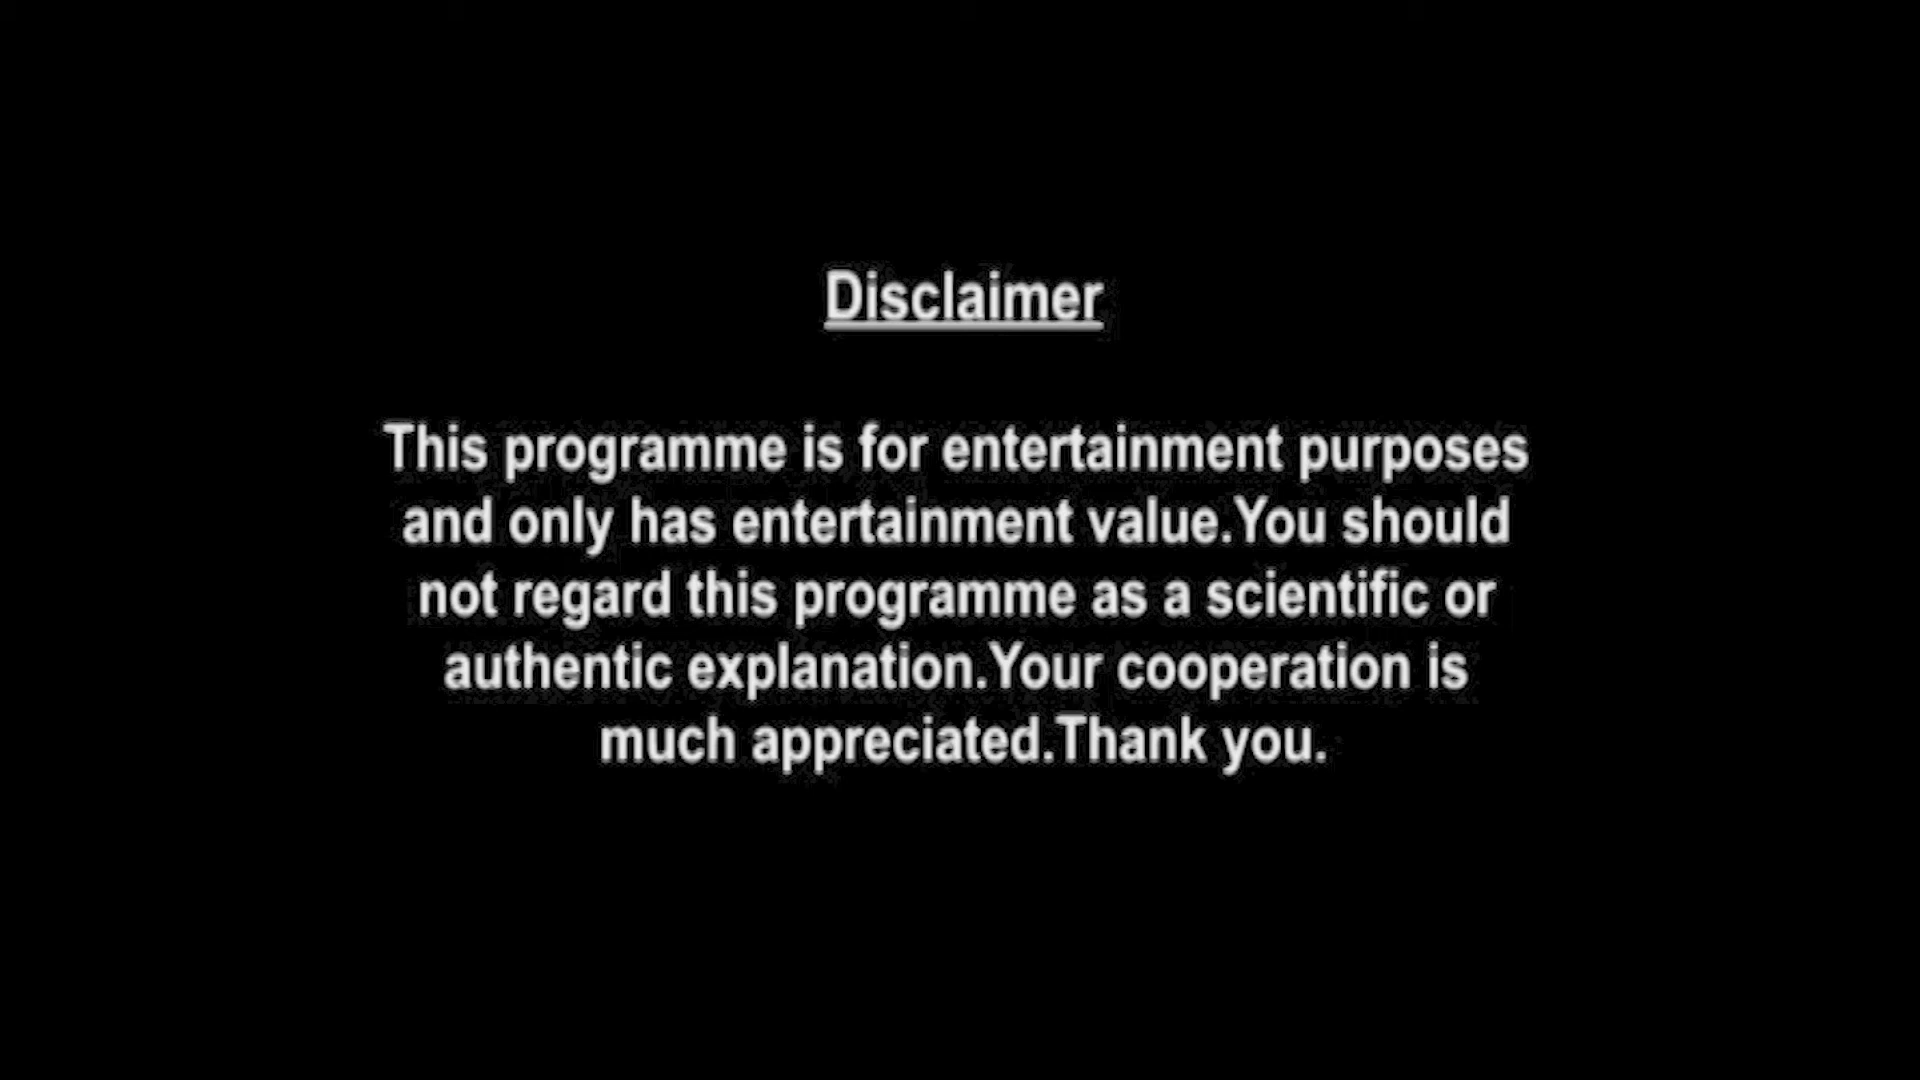 Disclaimer
This programme is for entertainment purposes
and only has entertainment value.You should
not regard this programme as a scientific or
authentic explanation.Your cooperation is
much appreciated.Thank you.